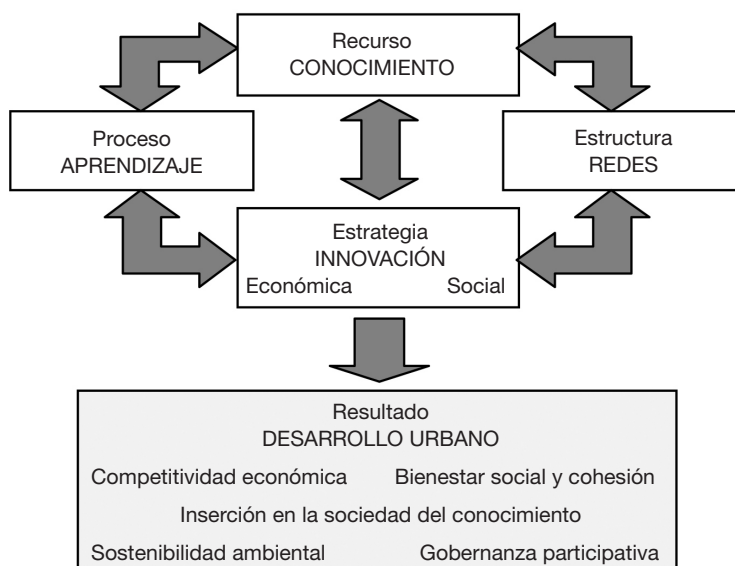 Recurso
CONOCIMIENTO
Proceso
APRENDIZAJE
Estructura
REDES
Estrategia
INNOVACIÓN
Económica Social
Resultado
DESARROLLO URBANO
Competitividad económica Bienestar social y cohesión
Inserción en la sociedad del conocimiento
Sostenibilidad ambiental Gobernanza participativa